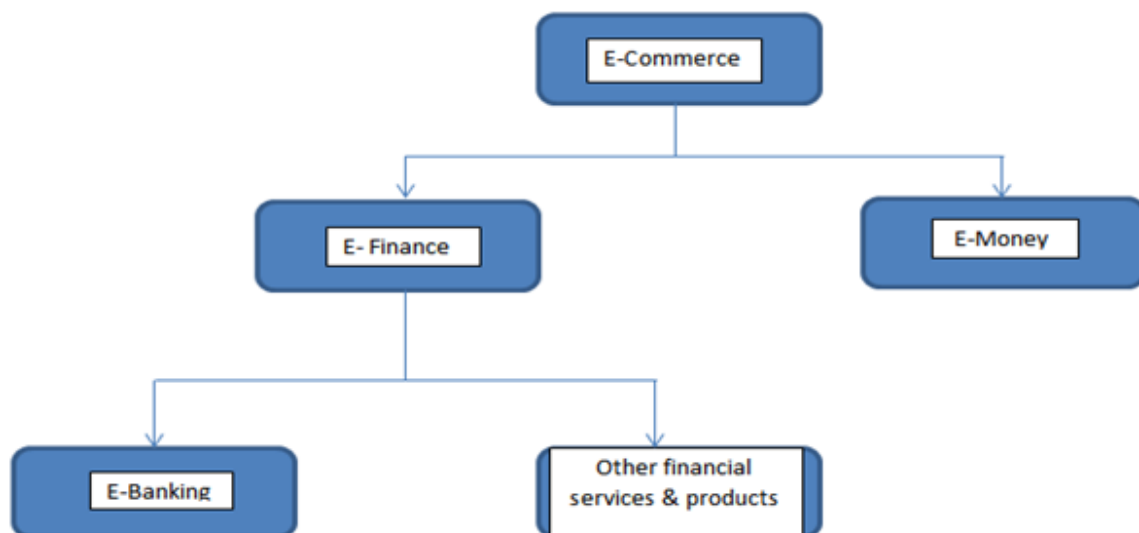 E-Commerce
E- Finance
E-Money
E-Banking
Other financial
services & products